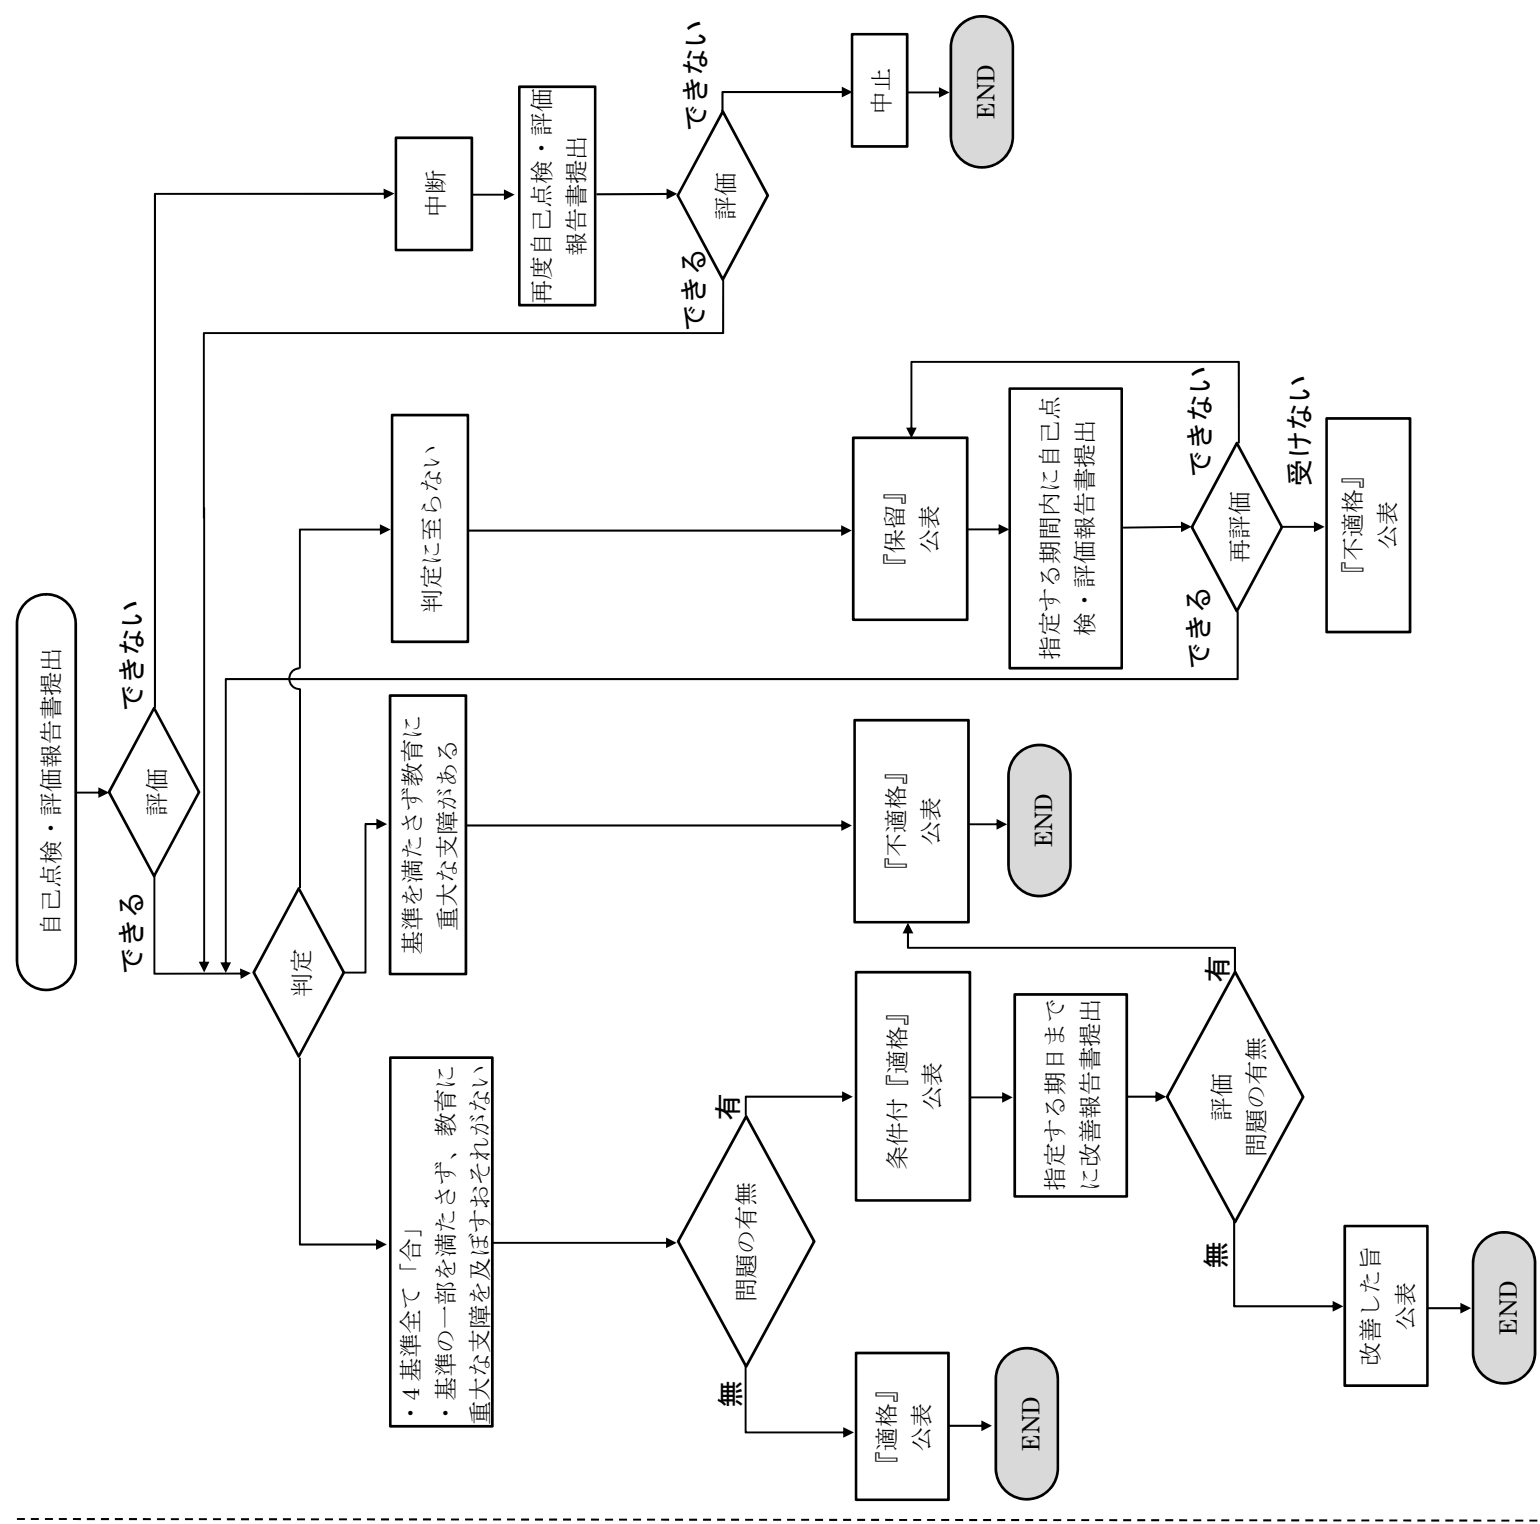 自己点検・評価報告書提出
評価
できる
できない
判定
・４基準全て「合」
・基準の一部を満たさず、教育に
重大な支障を及ぼすおそれがない
基準を満たさず教育に
重大な支障がある
判定に至らない
中断
再度自己点検・評価
報告書提出
問題の有無
無
有
評価
できる
できない
『適格』
公表
条件付『適格』
公表
『不適格』
公表
『保留』
公表
中止
END
指定する期日まで
に改善報告書提出
END
指定する期間内に自己点
検・評価報告書提出
END
評価
問題の有無
無
有
再評価
できる
できない
受けない
改善した旨
公表
『不適格』
公表
END